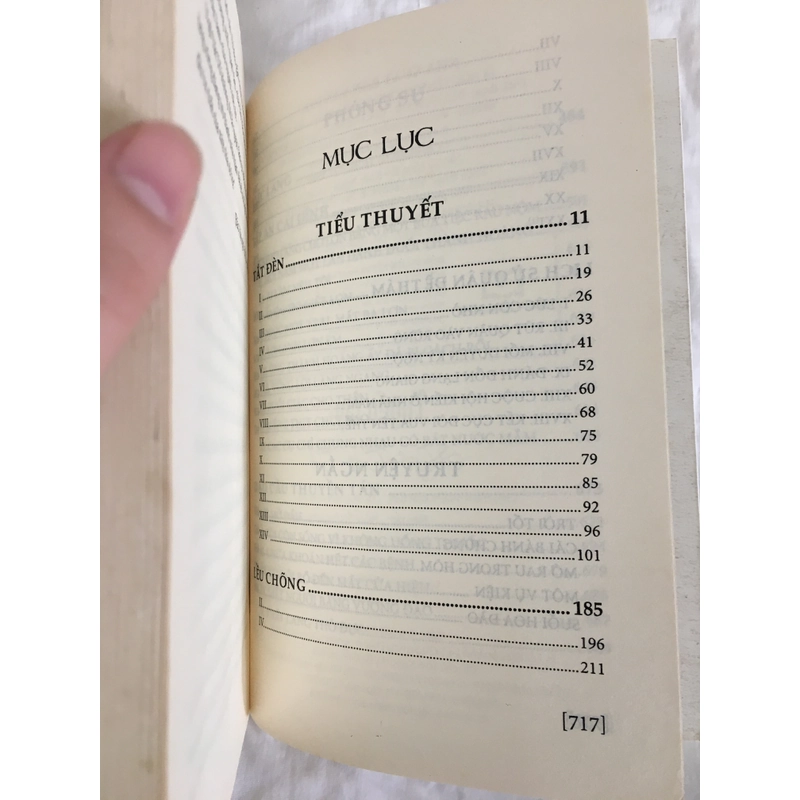 MỤC LỤC
TIỂU THUYẾT
TẮT ĐÈN 11
I 11
II 19
III 26
IV 33
V 41
VI 52
VII 60
VIII 68
IX 75
X 79
XI 85
XII 92
XIII 96
XIV 101
LỀU CHÕNG 185
II 196
IV 211
[717]